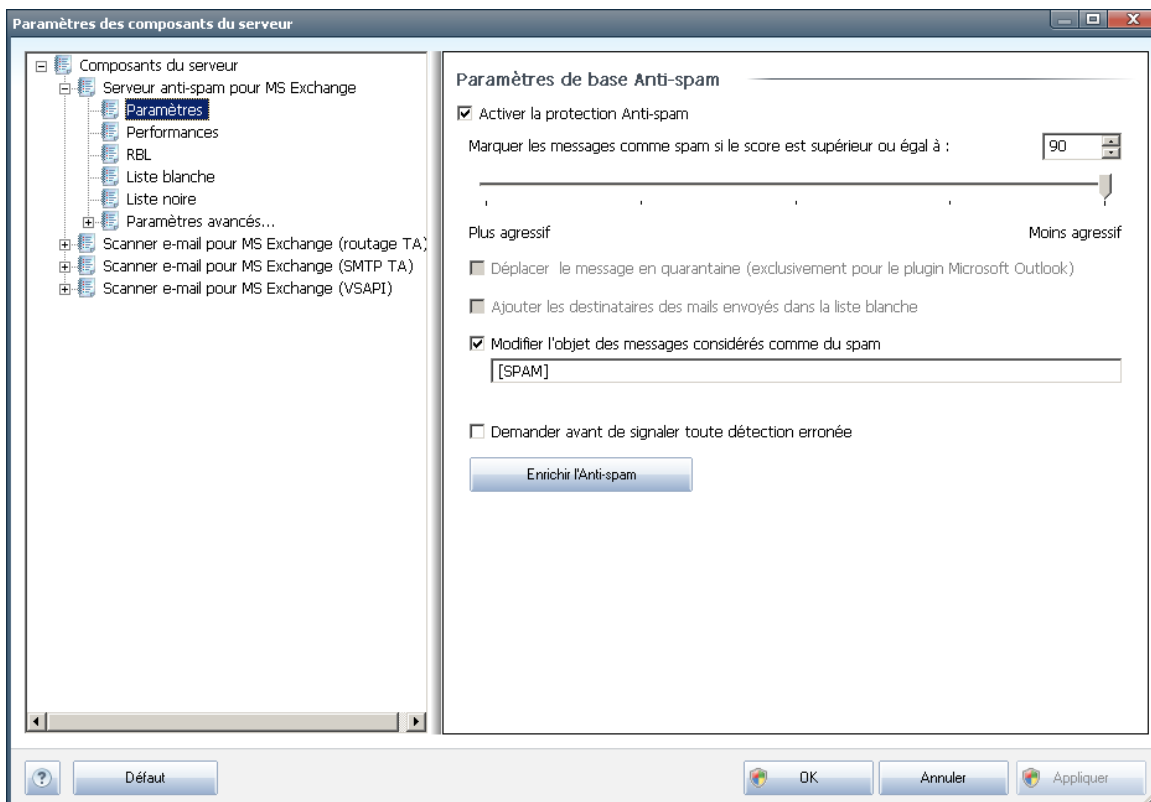 Paramètres des composants du serveur
Composants du serveur
Serveur anti-spam pour MS Exchange
Paramètres
Performances
RBL
Liste blanche
Liste noire
Paramètres avancés...
Scanner e-mail pour MS Exchange (routage TA)
Scanner e-mail pour MS Exchange (SMTP TA)
Scanner e-mail pour MS Exchange (VSAPI)
Paramètres de base Anti-spam
Activer la protection Anti-spam
Marquer les messages comme spam si le score est supérieur ou égal à : 90
Plus agressif Moins agressif
Déplacer le message en quarantaine (exclusivement pour le plugin Microsoft Outlook)
Ajouter les destinataires des mails envoyés dans la liste blanche
Modifier l'objet des messages considérés comme du spam
[SPAM]
Demander avant de signaler toute détection erronée
Enrichir l'Anti-spam
? Défaut OK Annuler Appliquer